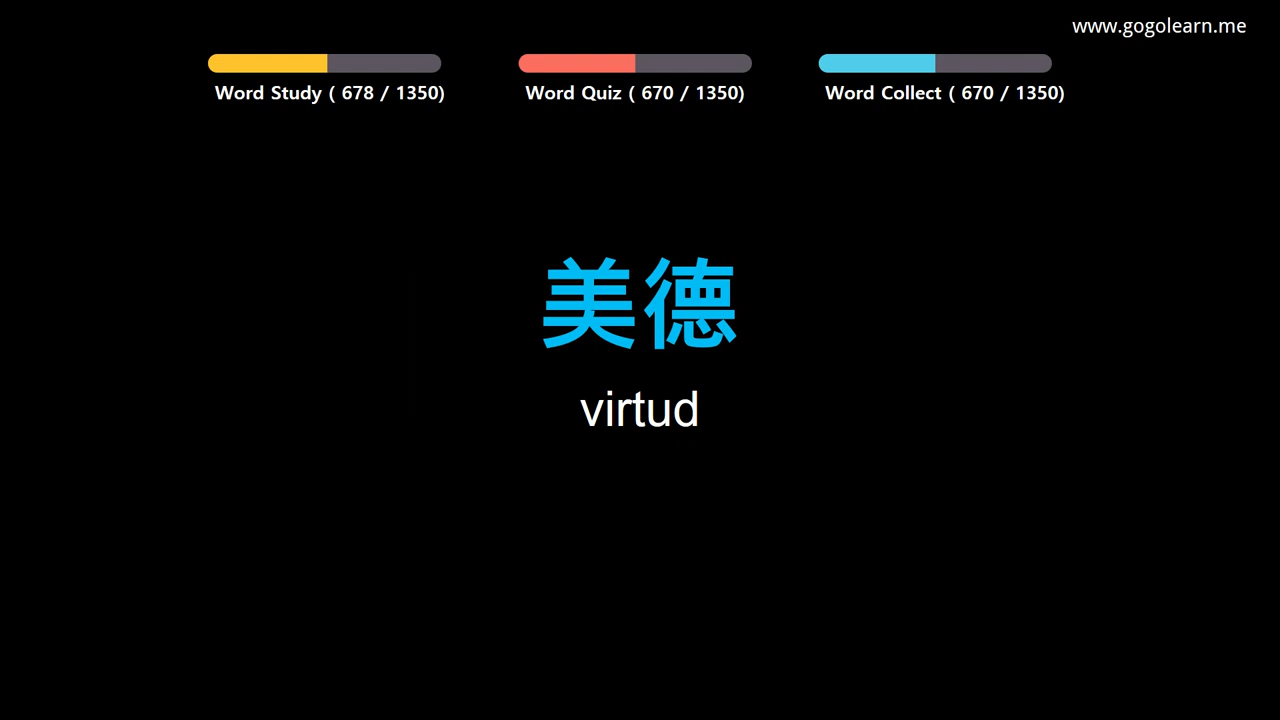 www.gogolearn.me
Word Study ( 678 / 1350)
Word Quiz ( 670 / 1350)
Word Collect ( 670 / 1350)
美德
virtud